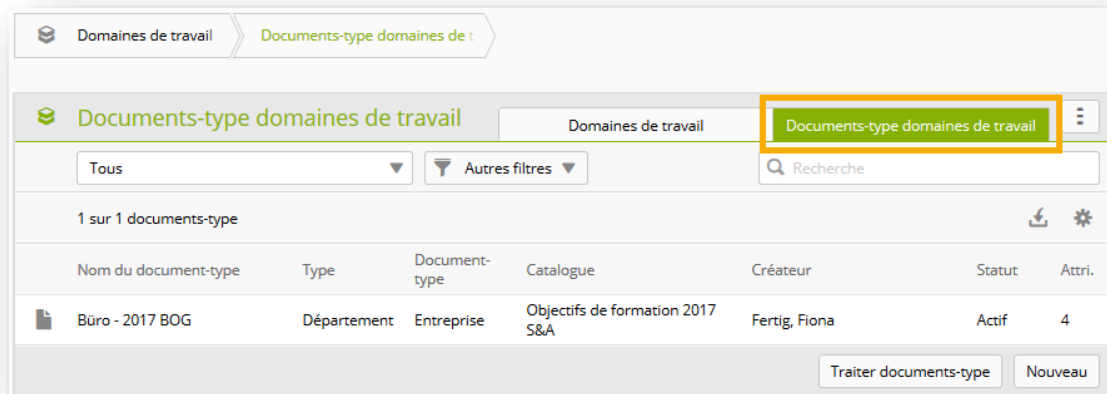 Domaines de travail
Documents-type domaines de t
Documents-type domaines de travail
Domaines de travail
Documents-type domaines de travail
Tous
Autres filtres
Recherche
1 sur 1 documents-type
Nom du document-type
Type
Document-
type
Catalogue
Créateur
Statut
Attri.
Büro - 2017 BOG
Département
Entreprise
Objectifs de formation 2017
S&A
Fertig, Fiona
Actif
4
Traiter documents-type
Nouveau